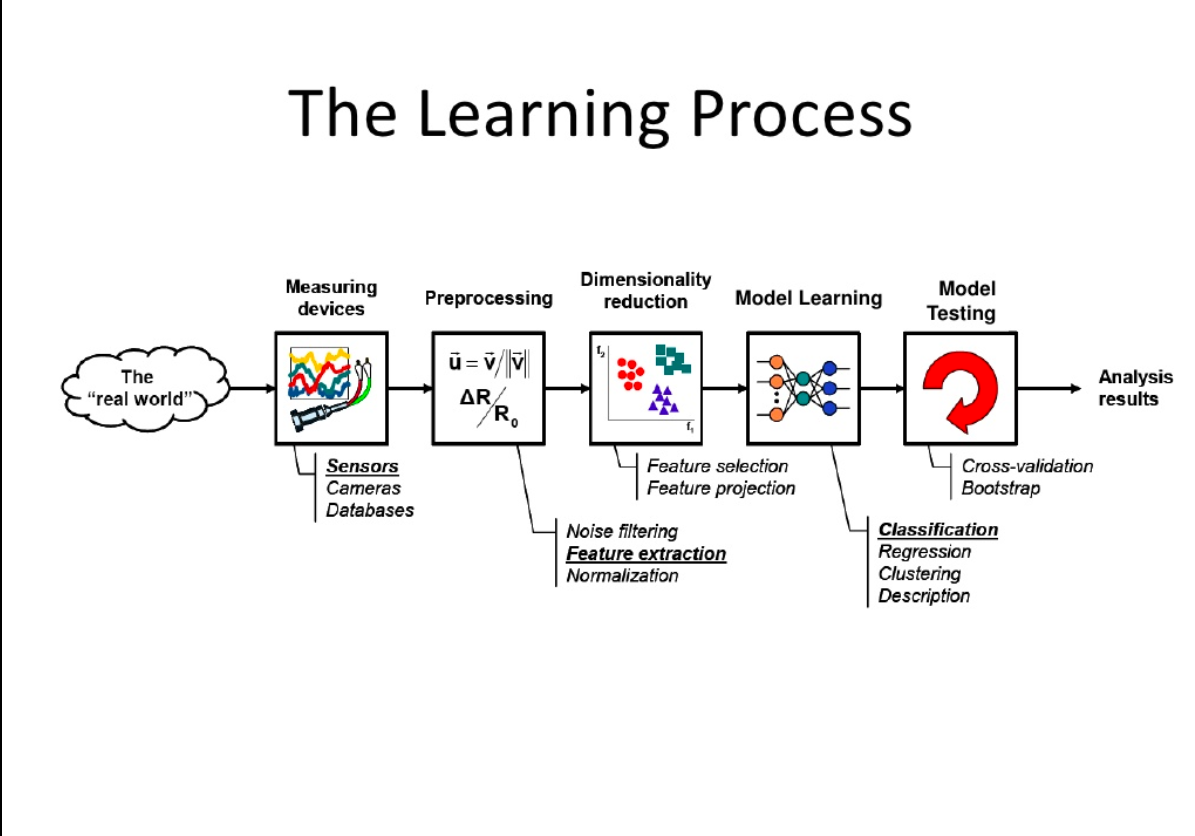 The Learning Process
The
“real world”
Measuring
devices
Sensors
Cameras
Databases
Preprocessing
u⃗ = v⃗/‖v⃗‖
ΔR/R₀
Noise filtering
Feature extraction
Normalization
Dimensionality
reduction
f₂
f₁
Feature selection
Feature projection
Model Learning
Classification
Regression
Clustering
Description
Model
Testing
Cross-validation
Bootstrap
Analysis
results